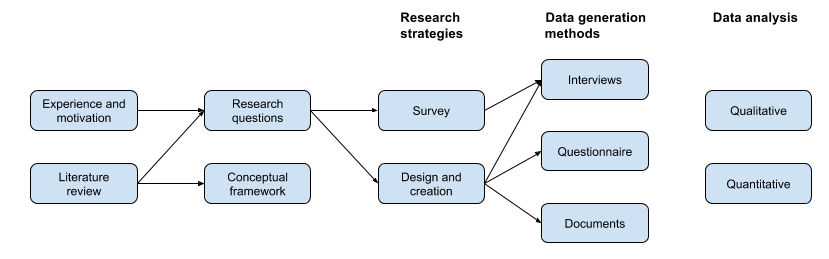 Research
strategies
Data generation
methods
Data analysis
Experience and
motivation
Literature
review
Research
questions
Conceptual
framework
Survey
Design and
creation
Interviews
Questionnaire
Documents
Qualitative
Quantitative